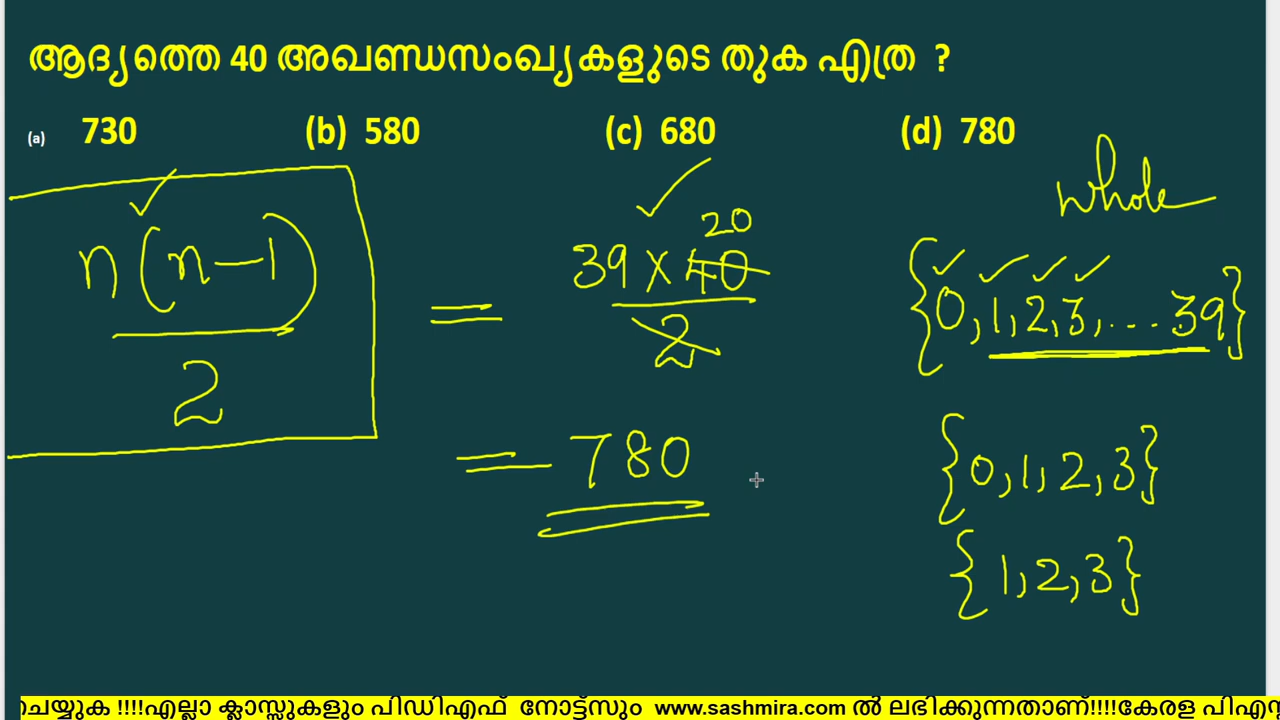 ആദ്യത്തെ 40 അഖണ്ഡസംഖ്യകളുടെ തുക എത്ര ?
(a) 730 (b) 580 (c) 680 (d) 780
whole
n(n-1)
2
=
39 × 40
20
2
{0,1,2,3,...39}
= 780
{0,1,2,3}
{1,2,3}
ചെയ്യുക !!!!എല്ലാ ക്ലാസ്സുകളും പിഡിഎഫ് നോട്ട്സും www.sashmira.com ൽ ലഭിക്കുന്നതാണ്!!!!കേരള